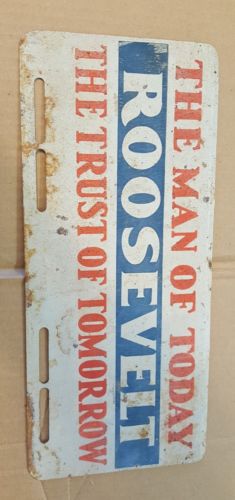 THE MAN OF TODAY
ROOSEVELT
THE TRUST OF TOMORROW